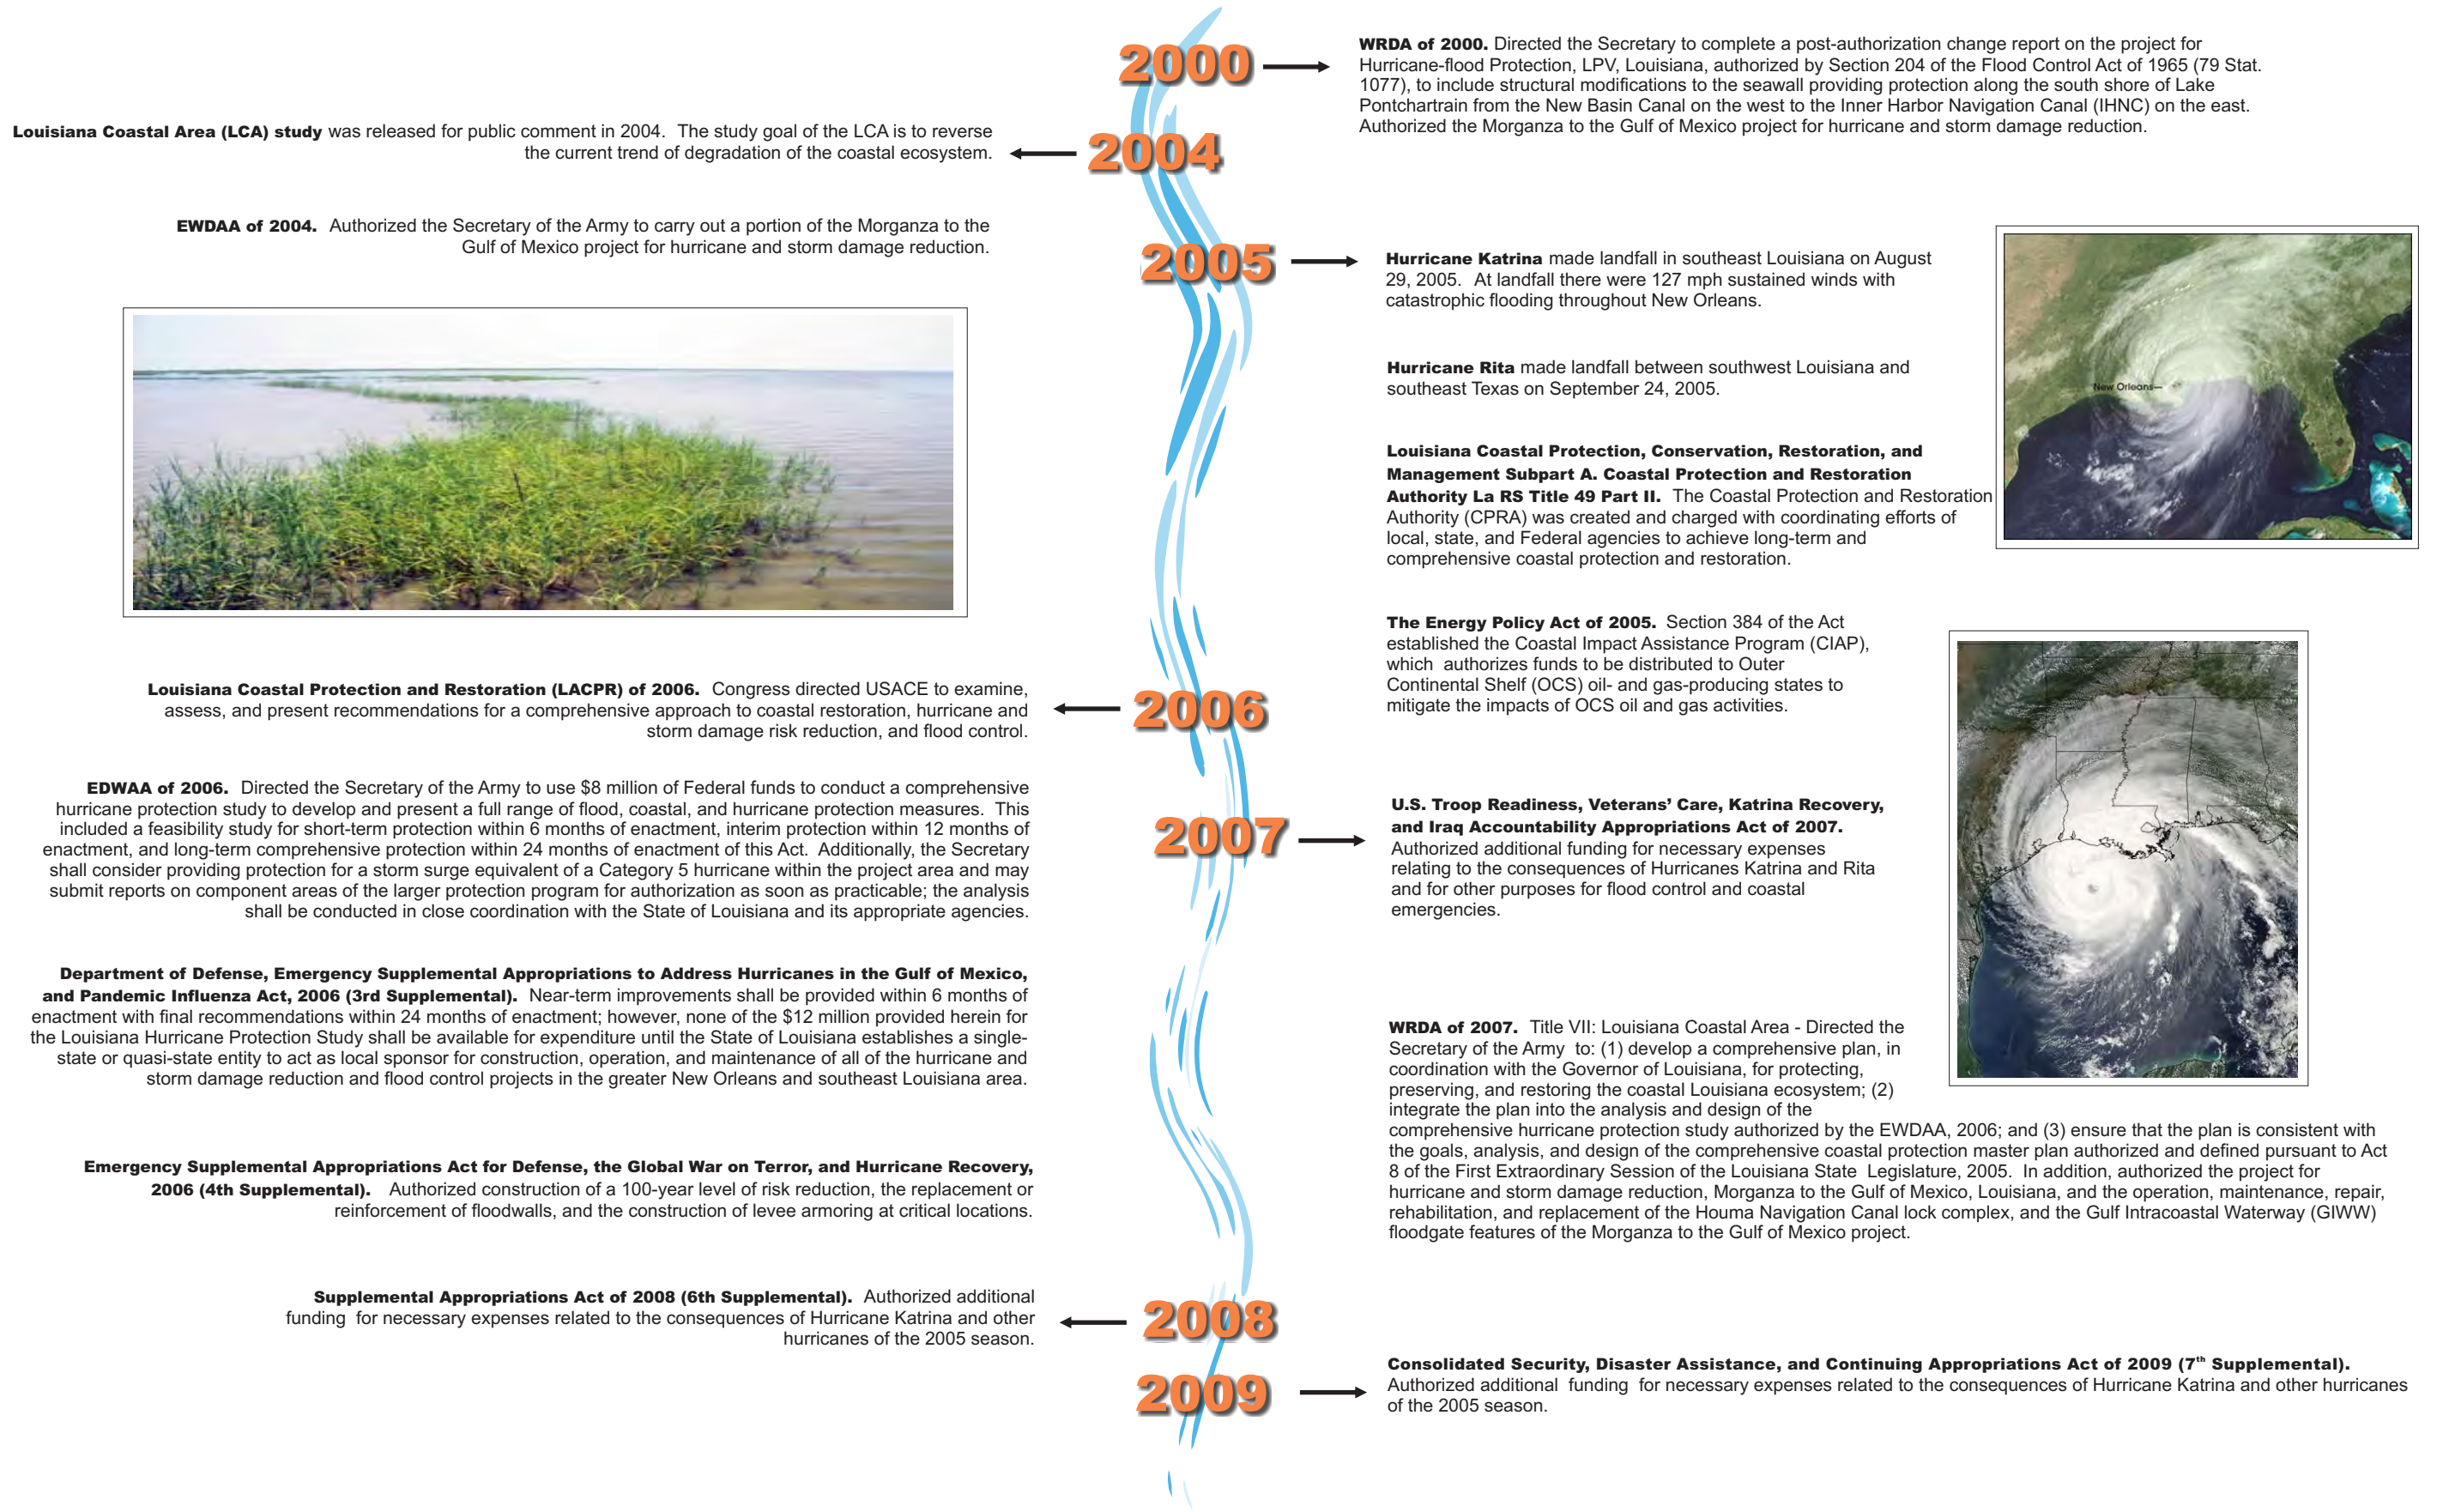 2000
WRDA of 2000. Directed the Secretary to complete a post-authorization change report on the project for
Hurricane-flood Protection, LPV, Louisiana, authorized by Section 204 of the Flood Control Act of 1965 (79 Stat.
1077), to include structural modifications to the seawall providing protection along the south shore of Lake
Pontchartrain from the New Basin Canal on the west to the Inner Harbor Navigation Canal (IHNC) on the east.
Authorized the Morganza to the Gulf of Mexico project for hurricane and storm damage reduction.
2004
Louisiana Coastal Area (LCA) study was released for public comment in 2004. The study goal of the LCA is to reverse
the current trend of degradation of the coastal ecosystem.
EWDAA of 2004. Authorized the Secretary of the Army to carry out a portion of the Morganza to the
Gulf of Mexico project for hurricane and storm damage reduction.
2005
Hurricane Katrina made landfall in southeast Louisiana on August
29, 2005. At landfall there were 127 mph sustained winds with
catastrophic flooding throughout New Orleans.
Hurricane Rita made landfall between southwest Louisiana and
southeast Texas on September 24, 2005.
New Orleans—
Louisiana Coastal Protection, Conservation, Restoration, and
Management Subpart A. Coastal Protection and Restoration
Authority La RS Title 49 Part II. The Coastal Protection and Restoration
Authority (CPRA) was created and charged with coordinating efforts of
local, state, and Federal agencies to achieve long-term and
comprehensive coastal protection and restoration.
The Energy Policy Act of 2005. Section 384 of the Act
established the Coastal Impact Assistance Program (CIAP),
which authorizes funds to be distributed to Outer
Continental Shelf (OCS) oil- and gas-producing states to
mitigate the impacts of OCS oil and gas activities.
2006
Louisiana Coastal Protection and Restoration (LACPR) of 2006. Congress directed USACE to examine,
assess, and present recommendations for a comprehensive approach to coastal restoration, hurricane and
storm damage risk reduction, and flood control.
EDWAA of 2006. Directed the Secretary of the Army to use $8 million of Federal funds to conduct a comprehensive
hurricane protection study to develop and present a full range of flood, coastal, and hurricane protection measures. This
included a feasibility study for short-term protection within 6 months of enactment, interim protection within 12 months of
enactment, and long-term comprehensive protection within 24 months of enactment of this Act. Additionally, the Secretary
shall consider providing protection for a storm surge equivalent of a Category 5 hurricane within the project area and may
submit reports on component areas of the larger protection program for authorization as soon as practicable; the analysis
shall be conducted in close coordination with the State of Louisiana and its appropriate agencies.
Department of Defense, Emergency Supplemental Appropriations to Address Hurricanes in the Gulf of Mexico,
and Pandemic Influenza Act, 2006 (3rd Supplemental). Near-term improvements shall be provided within 6 months of
enactment with final recommendations within 24 months of enactment; however, none of the $12 million provided herein for
the Louisiana Hurricane Protection Study shall be available for expenditure until the State of Louisiana establishes a single-
state or quasi-state entity to act as local sponsor for construction, operation, and maintenance of all of the hurricane and
storm damage reduction and flood control projects in the greater New Orleans and southeast Louisiana area.
Emergency Supplemental Appropriations Act for Defense, the Global War on Terror, and Hurricane Recovery,
2006 (4th Supplemental). Authorized construction of a 100-year level of risk reduction, the replacement or
reinforcement of floodwalls, and the construction of levee armoring at critical locations.
2007
U.S. Troop Readiness, Veterans’ Care, Katrina Recovery,
and Iraq Accountability Appropriations Act of 2007.
Authorized additional funding for necessary expenses
relating to the consequences of Hurricanes Katrina and Rita
and for other purposes for flood control and coastal
emergencies.
WRDA of 2007. Title VII: Louisiana Coastal Area - Directed the
Secretary of the Army to: (1) develop a comprehensive plan, in
coordination with the Governor of Louisiana, for protecting,
preserving, and restoring the coastal Louisiana ecosystem; (2)
integrate the plan into the analysis and design of the
comprehensive hurricane protection study authorized by the EWDAA, 2006; and (3) ensure that the plan is consistent with
the goals, analysis, and design of the comprehensive coastal protection master plan authorized and defined pursuant to Act
8 of the First Extraordinary Session of the Louisiana State Legislature, 2005. In addition, authorized the project for
hurricane and storm damage reduction, Morganza to the Gulf of Mexico, Louisiana, and the operation, maintenance, repair,
rehabilitation, and replacement of the Houma Navigation Canal lock complex, and the Gulf Intracoastal Waterway (GIWW)
floodgate features of the Morganza to the Gulf of Mexico project.
2008
Supplemental Appropriations Act of 2008 (6th Supplemental). Authorized additional
funding for necessary expenses related to the consequences of Hurricane Katrina and other
hurricanes of the 2005 season.
2009
Consolidated Security, Disaster Assistance, and Continuing Appropriations Act of 2009 (7th Supplemental).
Authorized additional funding for necessary expenses related to the consequences of Hurricane Katrina and other hurricanes
of the 2005 season.